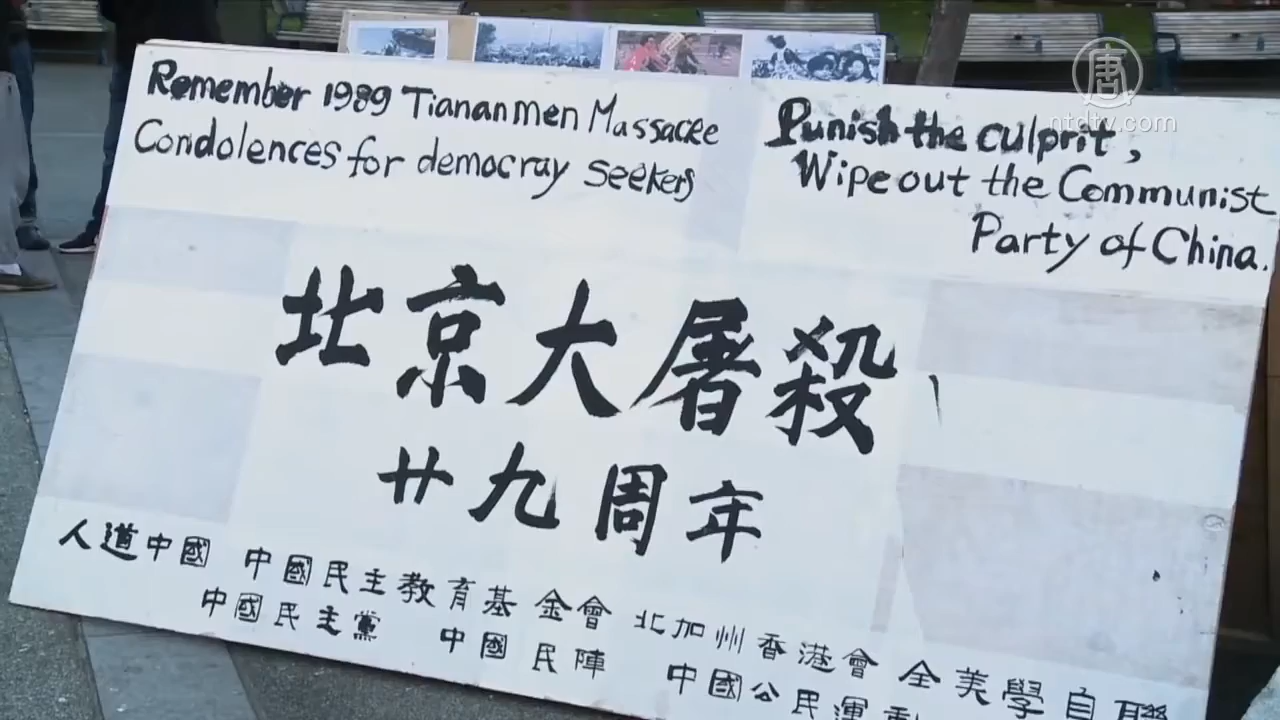 唐
ntdtv.com
Remember 1989 Tiananmen Massacre
Condolences for democray seekers
Punish the culprit,
Wipe out the Communist
Party of China.
北京大屠殺
廿九周年
人道中國 中國民主教育基金會 北加州香港會 全美學自聯
中國民主黨 中國民陣 中國公民運動